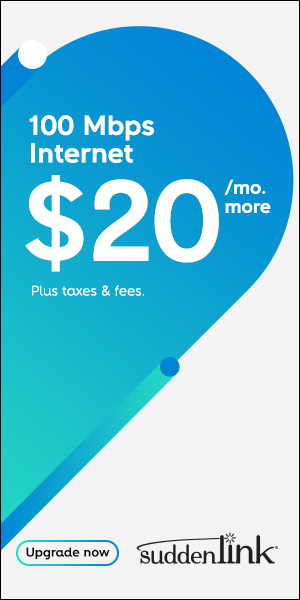 100 Mbps
Internet
$20 /mo.
more
Plus taxes & fees.
Upgrade now
suddenlink®